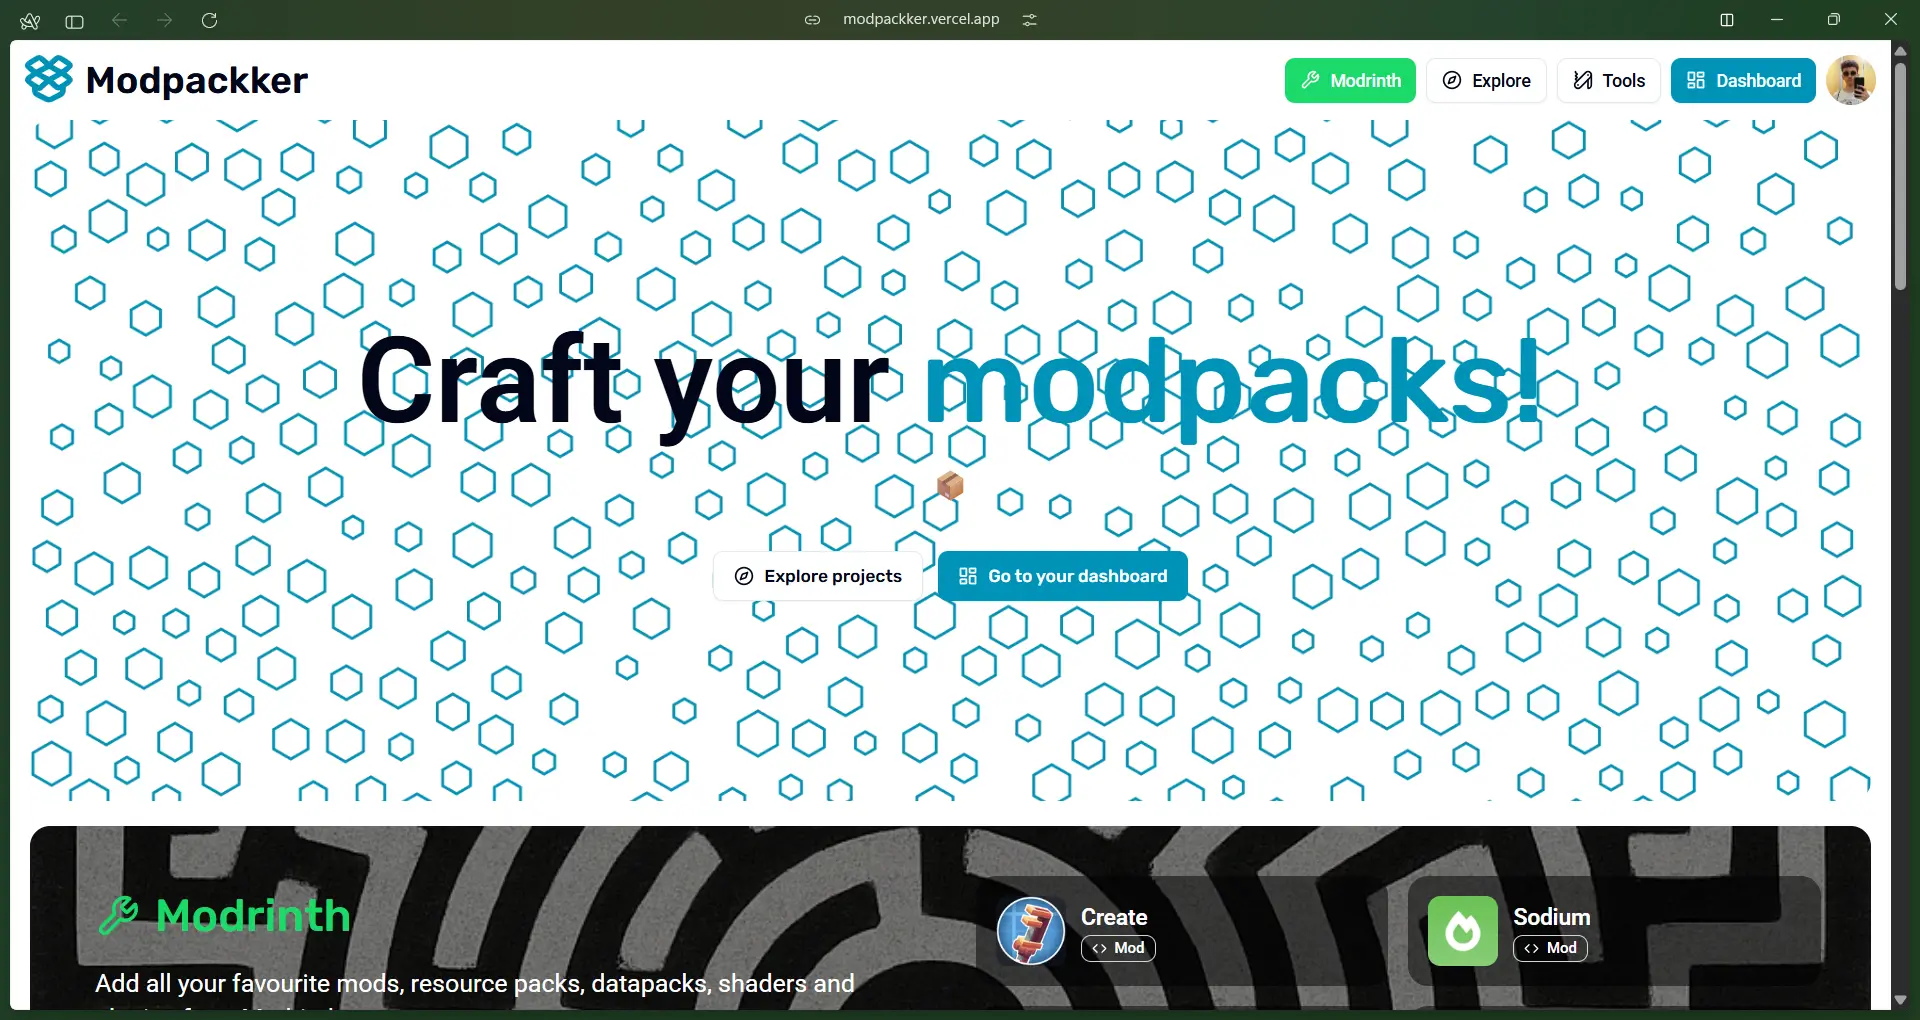 modpackker.vercel.app
Modpackker
Modrinth
Explore
Tools
Dashboard
Craft your modpacks!
Explore projects
Go to your dashboard
Modrinth
Add all your favourite mods, resource packs, datapacks, shaders and
Create
<> Mod
Sodium
<> Mod